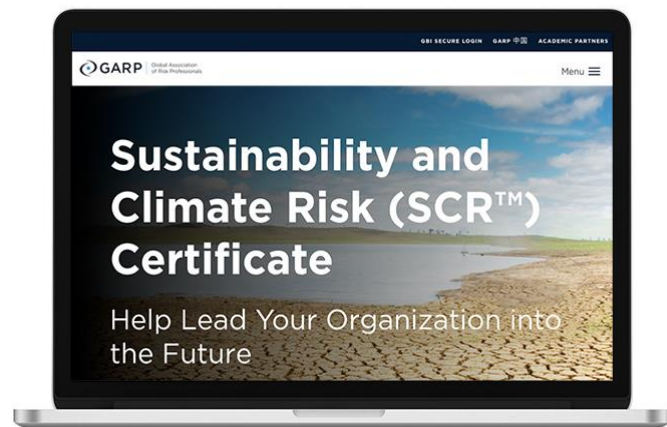 GBI SECURE LOGIN GARP 中国 ACADEMIC PARTNERS
GARP Global Association
of Risk Professionals
Menu
Sustainability and
Climate Risk (SCR™)
Certificate
Help Lead Your Organization into
the Future